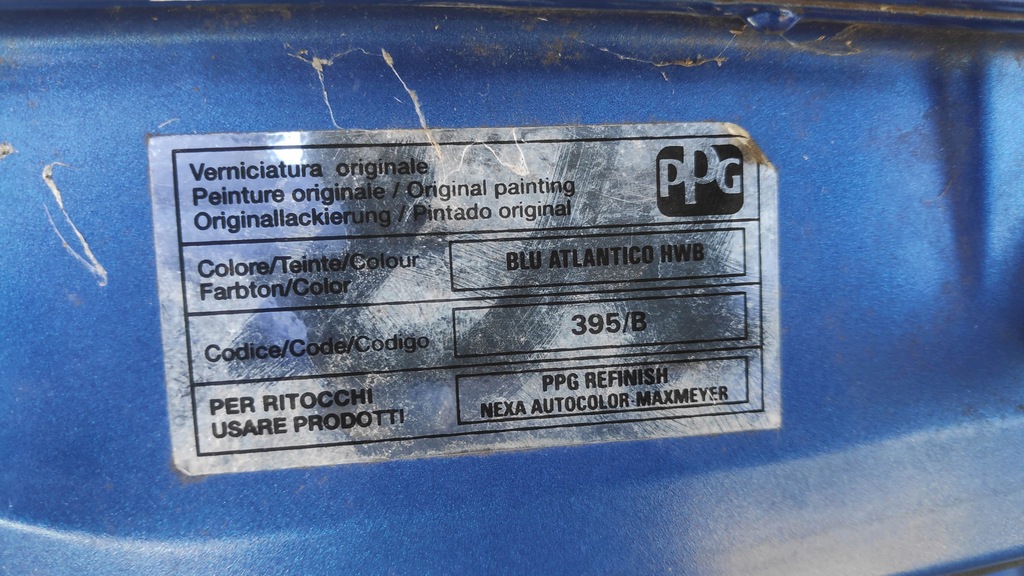 Verniciatura originale
Peinture originale / Original painting
Originallackierung / Pintado original
PPG
Colore/Teinte/Colour
Farbton/Color
BLU ATLANTICO HWB
Codice/Code/Código
395/B
PER RITOCCHI
USARE PRODOTTI
PPG REFINISH
NEXA AUTOCOLOR-MAXMEYER